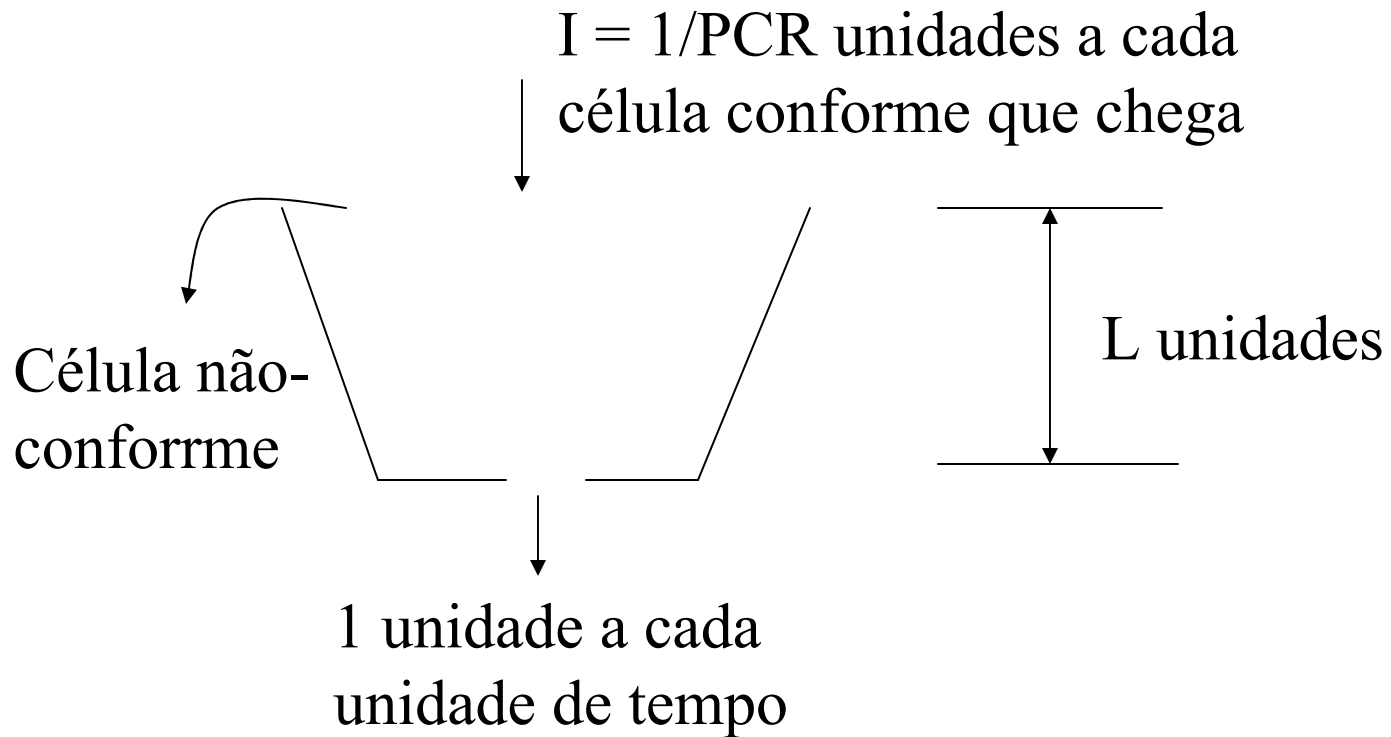 I = 1/PCR unidades a cada
célula conforme que chega
L unidades
Célula não-
conforrme
1 unidade a cada
unidade de tempo